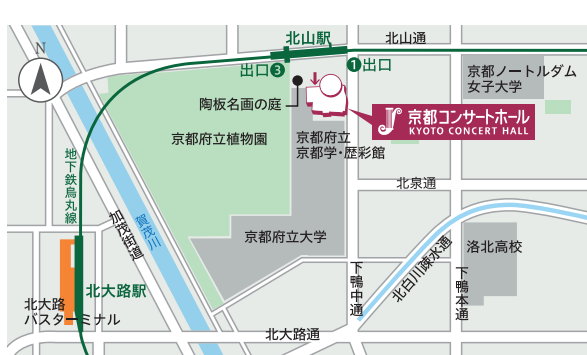 N
北山駅
北山通
出口3
1出口
陶板名画の庭
京都ノートルダム
女子大学
京都コンサートホール
KYOTO CONCERT HALL
京都府立植物園
京都府立
京都学・歴彩館
地下鉄烏丸線
北泉通
加茂街道
賀茂川
京都府立大学
洛北高校
北白川疎水通
下鴨中通
下鴨本通
北大路駅
北大路
バスターミナル
北大路通